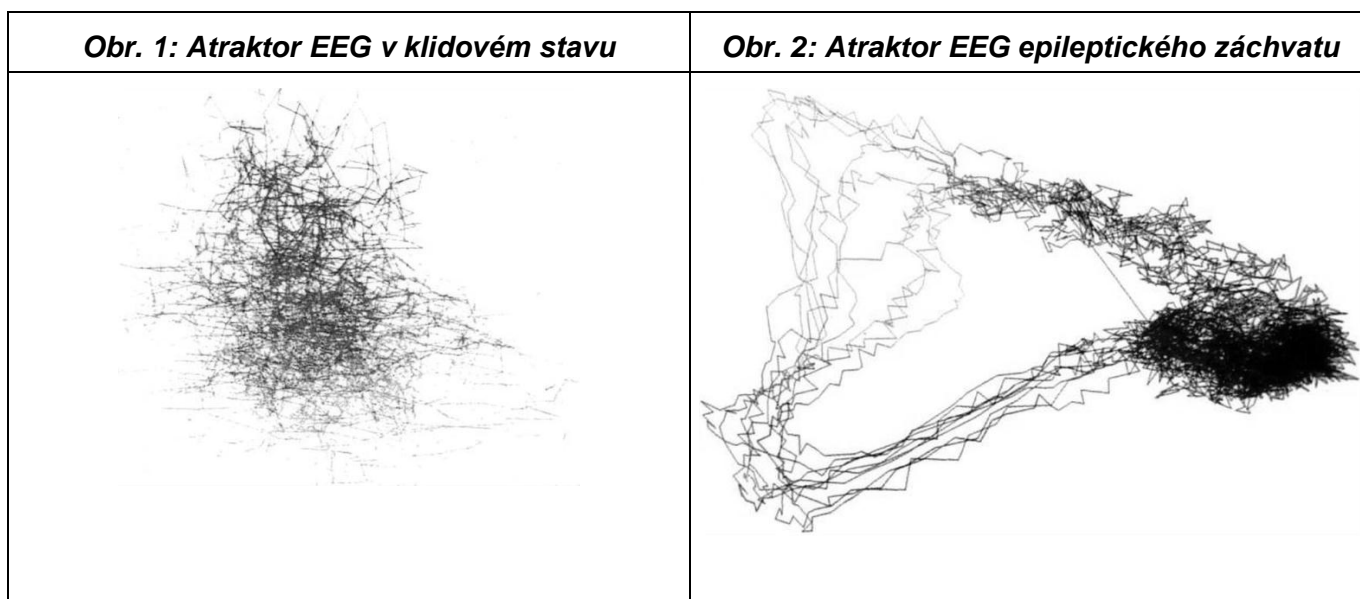 Obr. 1: Atraktor EEG v klidovém stavu
Obr. 2: Atraktor EEG epileptického záchvatu